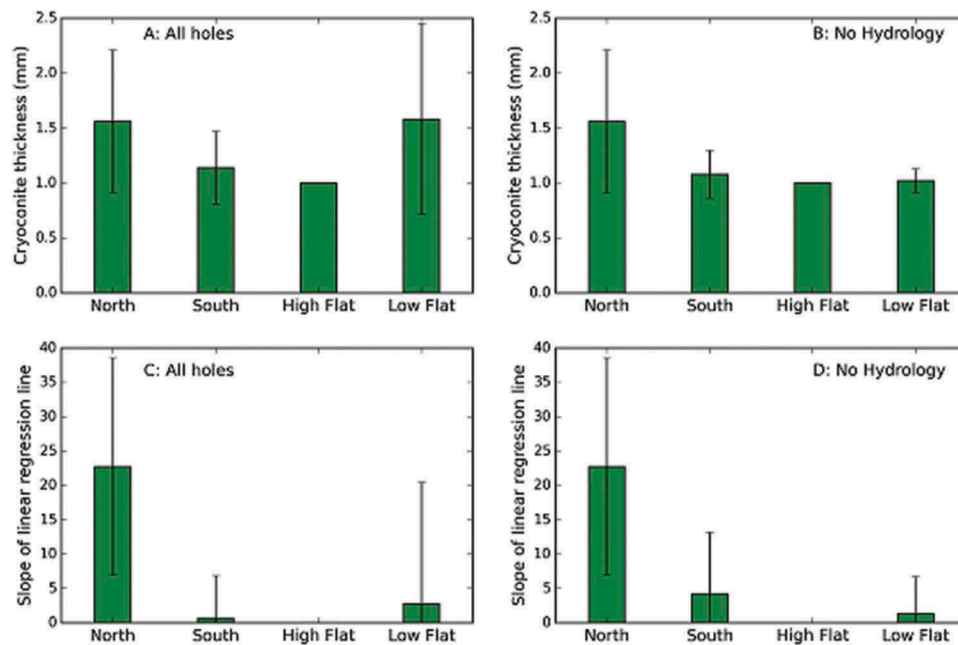 2.5
2.0
1.5
1.0
0.5
0.0
Cryoconite thickness (mm)
A: All holes
North South High Flat Low Flat
2.5
2.0
1.5
1.0
0.5
0.0
Cryoconite thickness (mm)
B: No Hydrology
North South High Flat Low Flat
40
35
30
25
20
15
10
5
0
Slope of linear regression line
C: All holes
North South High Flat Low Flat
40
35
30
25
20
15
10
5
0
Slope of linear regression line
D: No Hydrology
North South High Flat Low Flat